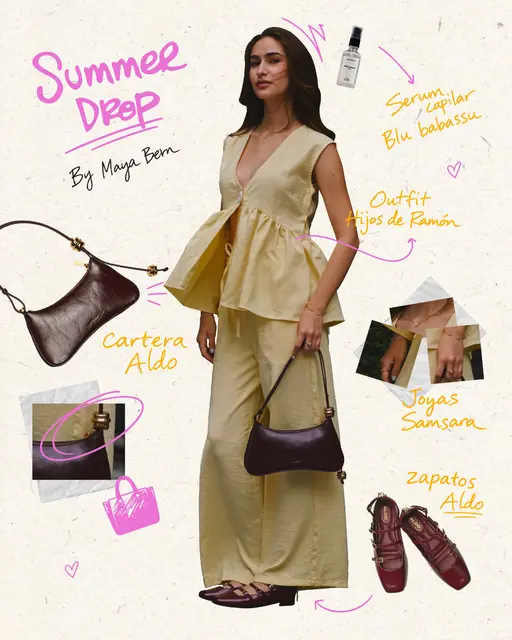 Summer
DROP
By Maya Bern
Serum
capilar
Blu babassu
Outfit
Hijos de Ramón
Cartera
Aldo
Joyas
Samsara
Zapatos
Aldo